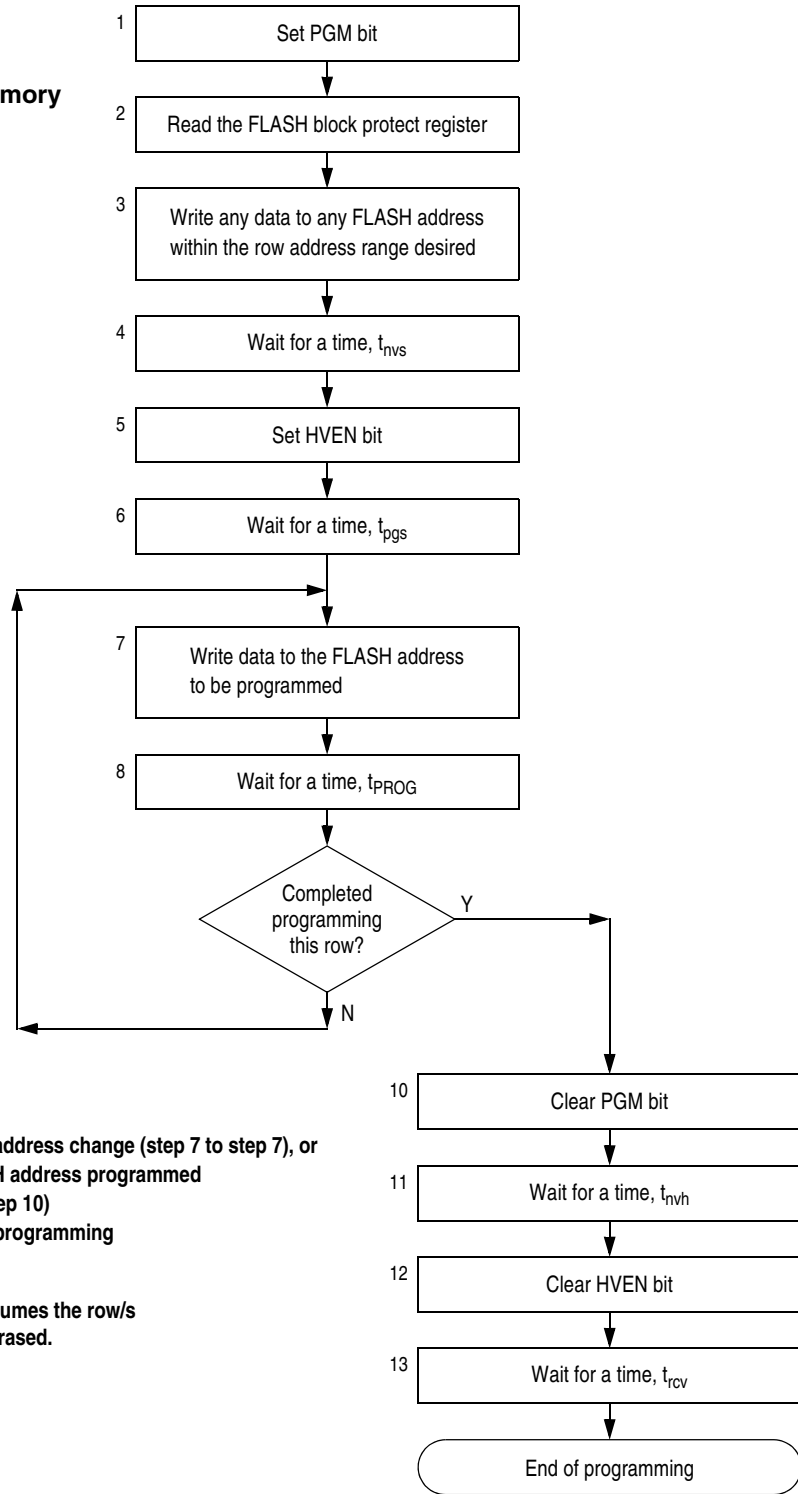 1
Set PGM bit
mory
2
Read the FLASH block protect register
3
Write any data to any FLASH address
within the row address range desired
4
Wait for a time, tnvs
5
Set HVEN bit
6
Wait for a time, tpgs
7
Write data to the FLASH address
to be programmed
8
Wait for a time, tPROG
Completed
programming
this row?
Y
N
10
Clear PGM bit
address change (step 7 to step 7), or
H address programmed
ep 10)
programming
11
Wait for a time, tnvh
12
Clear HVEN bit
umes the row/s
rased.
13
Wait for a time, trcv
End of programming